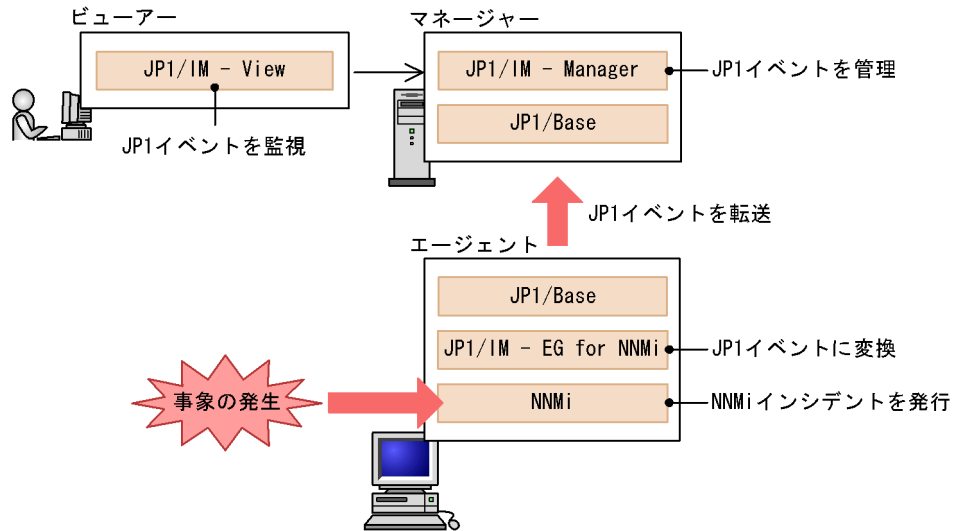 ビューアー
JP1/IM - View
JP1イベントを監視
マネージャー
JP1/IM - Manager
JP1イベントを管理
JP1/Base
JP1イベントを転送
エージェント
JP1/Base
JP1/IM - EG for NNMi
JP1イベントに変換
事象の発生
NNMi
NNMiインシデントを発行